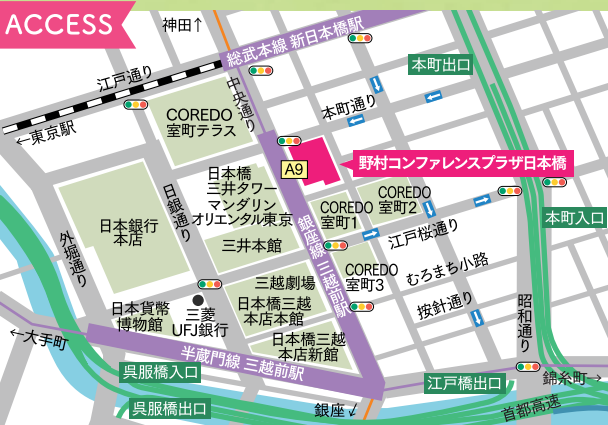 ACCESS
神田↑
総武本線 新日本橋駅
本町出口
江戸通り
中央通り
本町通り
←東京駅
COREDO
室町テラス
A9
野村コンファレンスプラザ日本橋
日本橋
三井タワー
マンダリン
オリエンタル東京
COREDO
室町1
COREDO
室町2
日銀通り
日本銀行
本店
三井本館
銀座線 三越前駅
江戸桜通り
本町入口
外堀通り
COREDO
室町3
むろまち小路
三越劇場
日本橋三越
本店本館
按針通り
昭和通り
日本貨幣
博物館
三菱
UFJ銀行
日本橋三越
本店新館
←大手町
半蔵門線 三越前駅
呉服橋入口
江戸橋出口
錦糸町→
呉服橋出口
銀座↙
首都高速